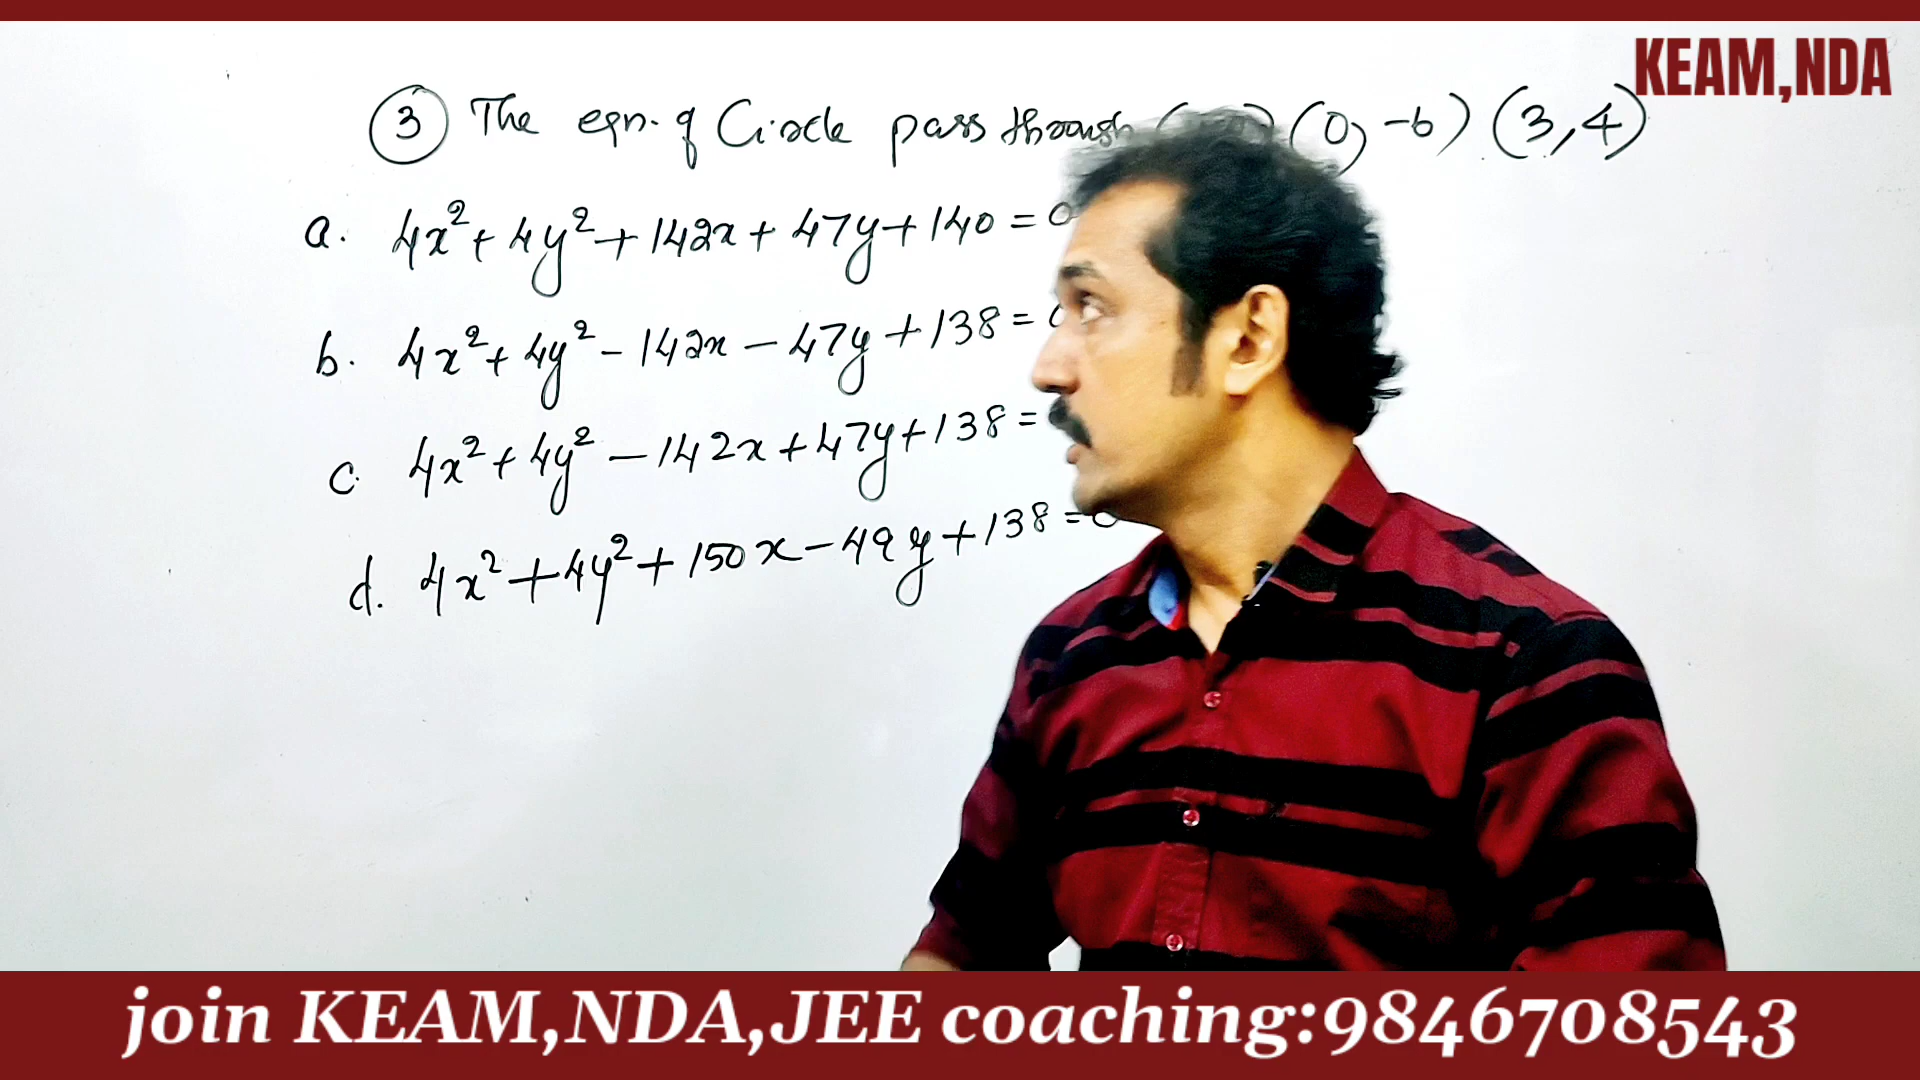 KEAM,NDA
3 The eqn. of Circle pass through (0, -6) (3,4)
a. 4x²+4y²+142x+47y+140=0
b. 4x²+4y²-142x-47y+138=0
c. 4x²+4y²-142x+47y+138=
d. 4x²+4y²+150x-49y+138=0
join KEAM,NDA,JEE coaching:9846708543